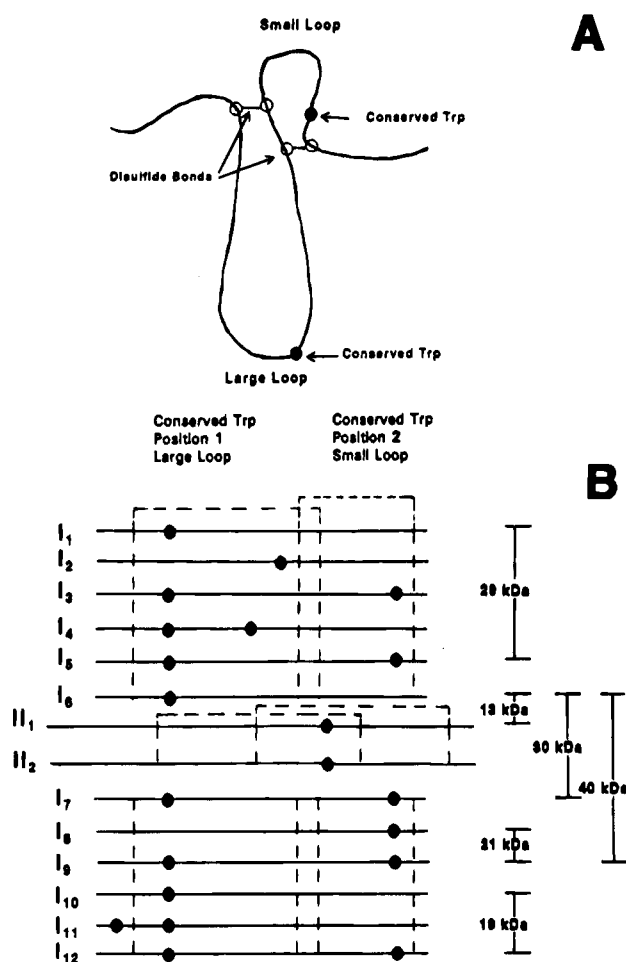 Small Loop
A
Conserved Trp
Disulfide Bonds
Conserved Trp
Large Loop
Conserved Trp
Position 1
Large Loop
Conserved Trp
Position 2
Small Loop
B
I1
I2
I3
29 kDa
I4
I5
I6
13 kDa
II1
30 kDa
II2
40 kDa
I7
I8
21 kDa
I9
I10
I11
19 kDa
I12